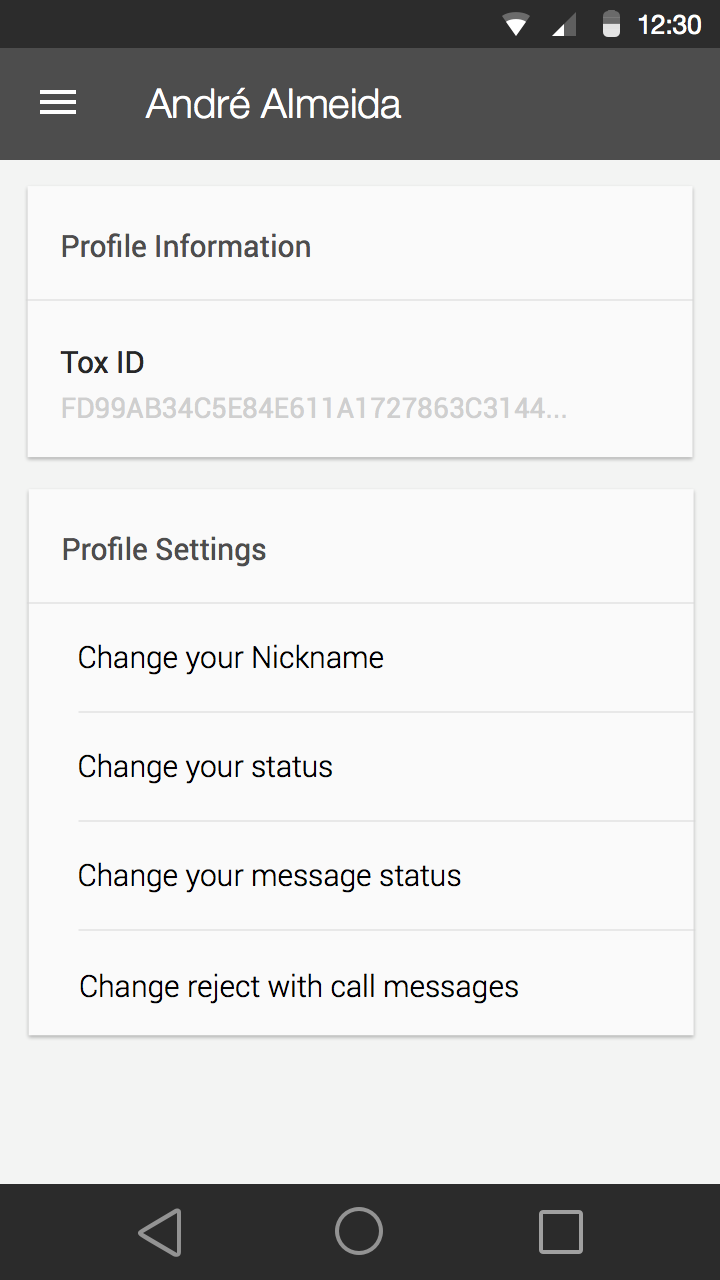 12:30
André Almeida
Profile Information
Tox ID
FD99AB34C5E84E611A1727863C3144...
Profile Settings
Change your Nickname
Change your status
Change your message status
Change reject with call messages